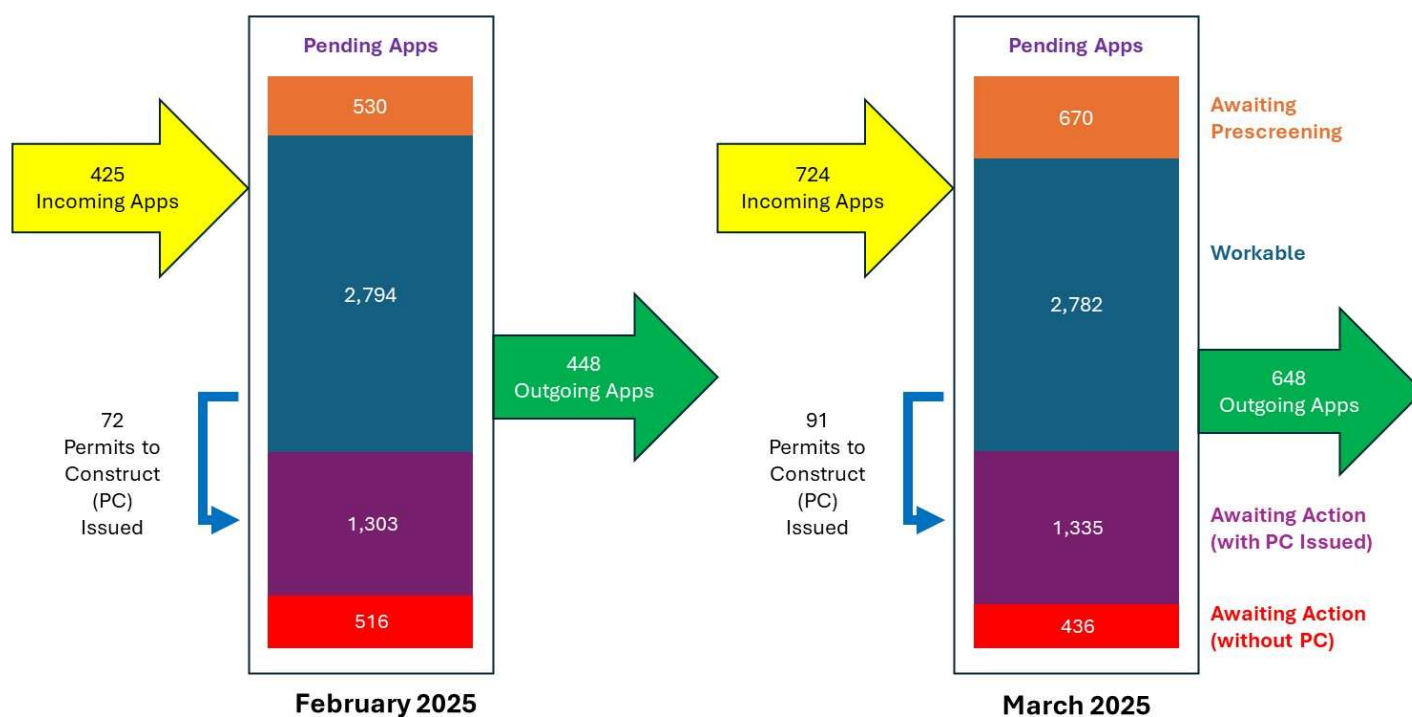 Pending Apps
530
425
Incoming Apps
2,794
448
Outgoing Apps
72
Permits to
Construct
(PC)
Issued
1,303
516
February 2025
Pending Apps
670
Awaiting
Prescreening
724
Incoming Apps
Workable
2,782
648
Outgoing Apps
91
Permits to
Construct
(PC)
Issued
1,335
Awaiting Action
(with PC Issued)
436
Awaiting Action
(without PC)
March 2025